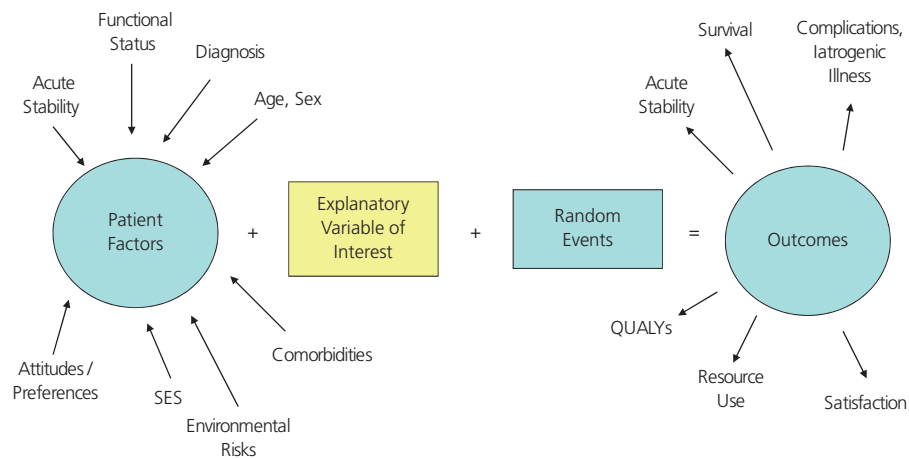 Functional
Status
Diagnosis
Acute
Stability
Age, Sex
Patient
Factors
Attitudes /
Preferences
SES
Environmental
Risks
Comorbidities
+
Explanatory
Variable of
Interest
+
Random
Events
=
Survival
Complications,
Iatrogenic
Illness
Acute
Stability
Outcomes
QUALYs
Resource
Use
Satisfaction